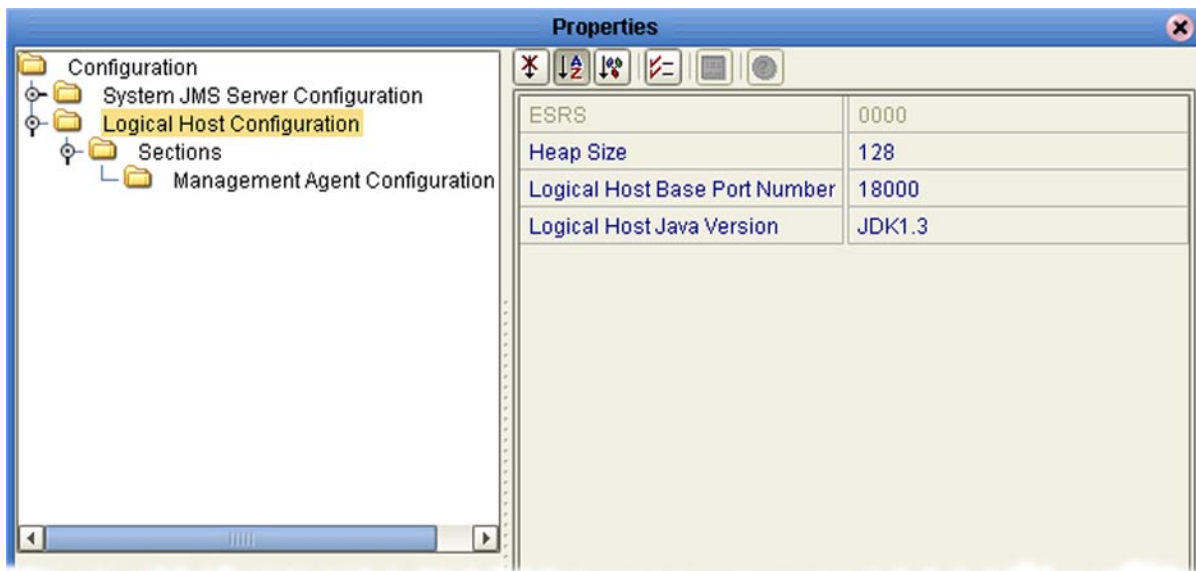 Properties
Configuration
System JMS Server Configuration
Logical Host Configuration
Sections
Management Agent Configuration
ESRS 0000
Heap Size 128
Logical Host Base Port Number 18000
Logical Host Java Version JDK1.3